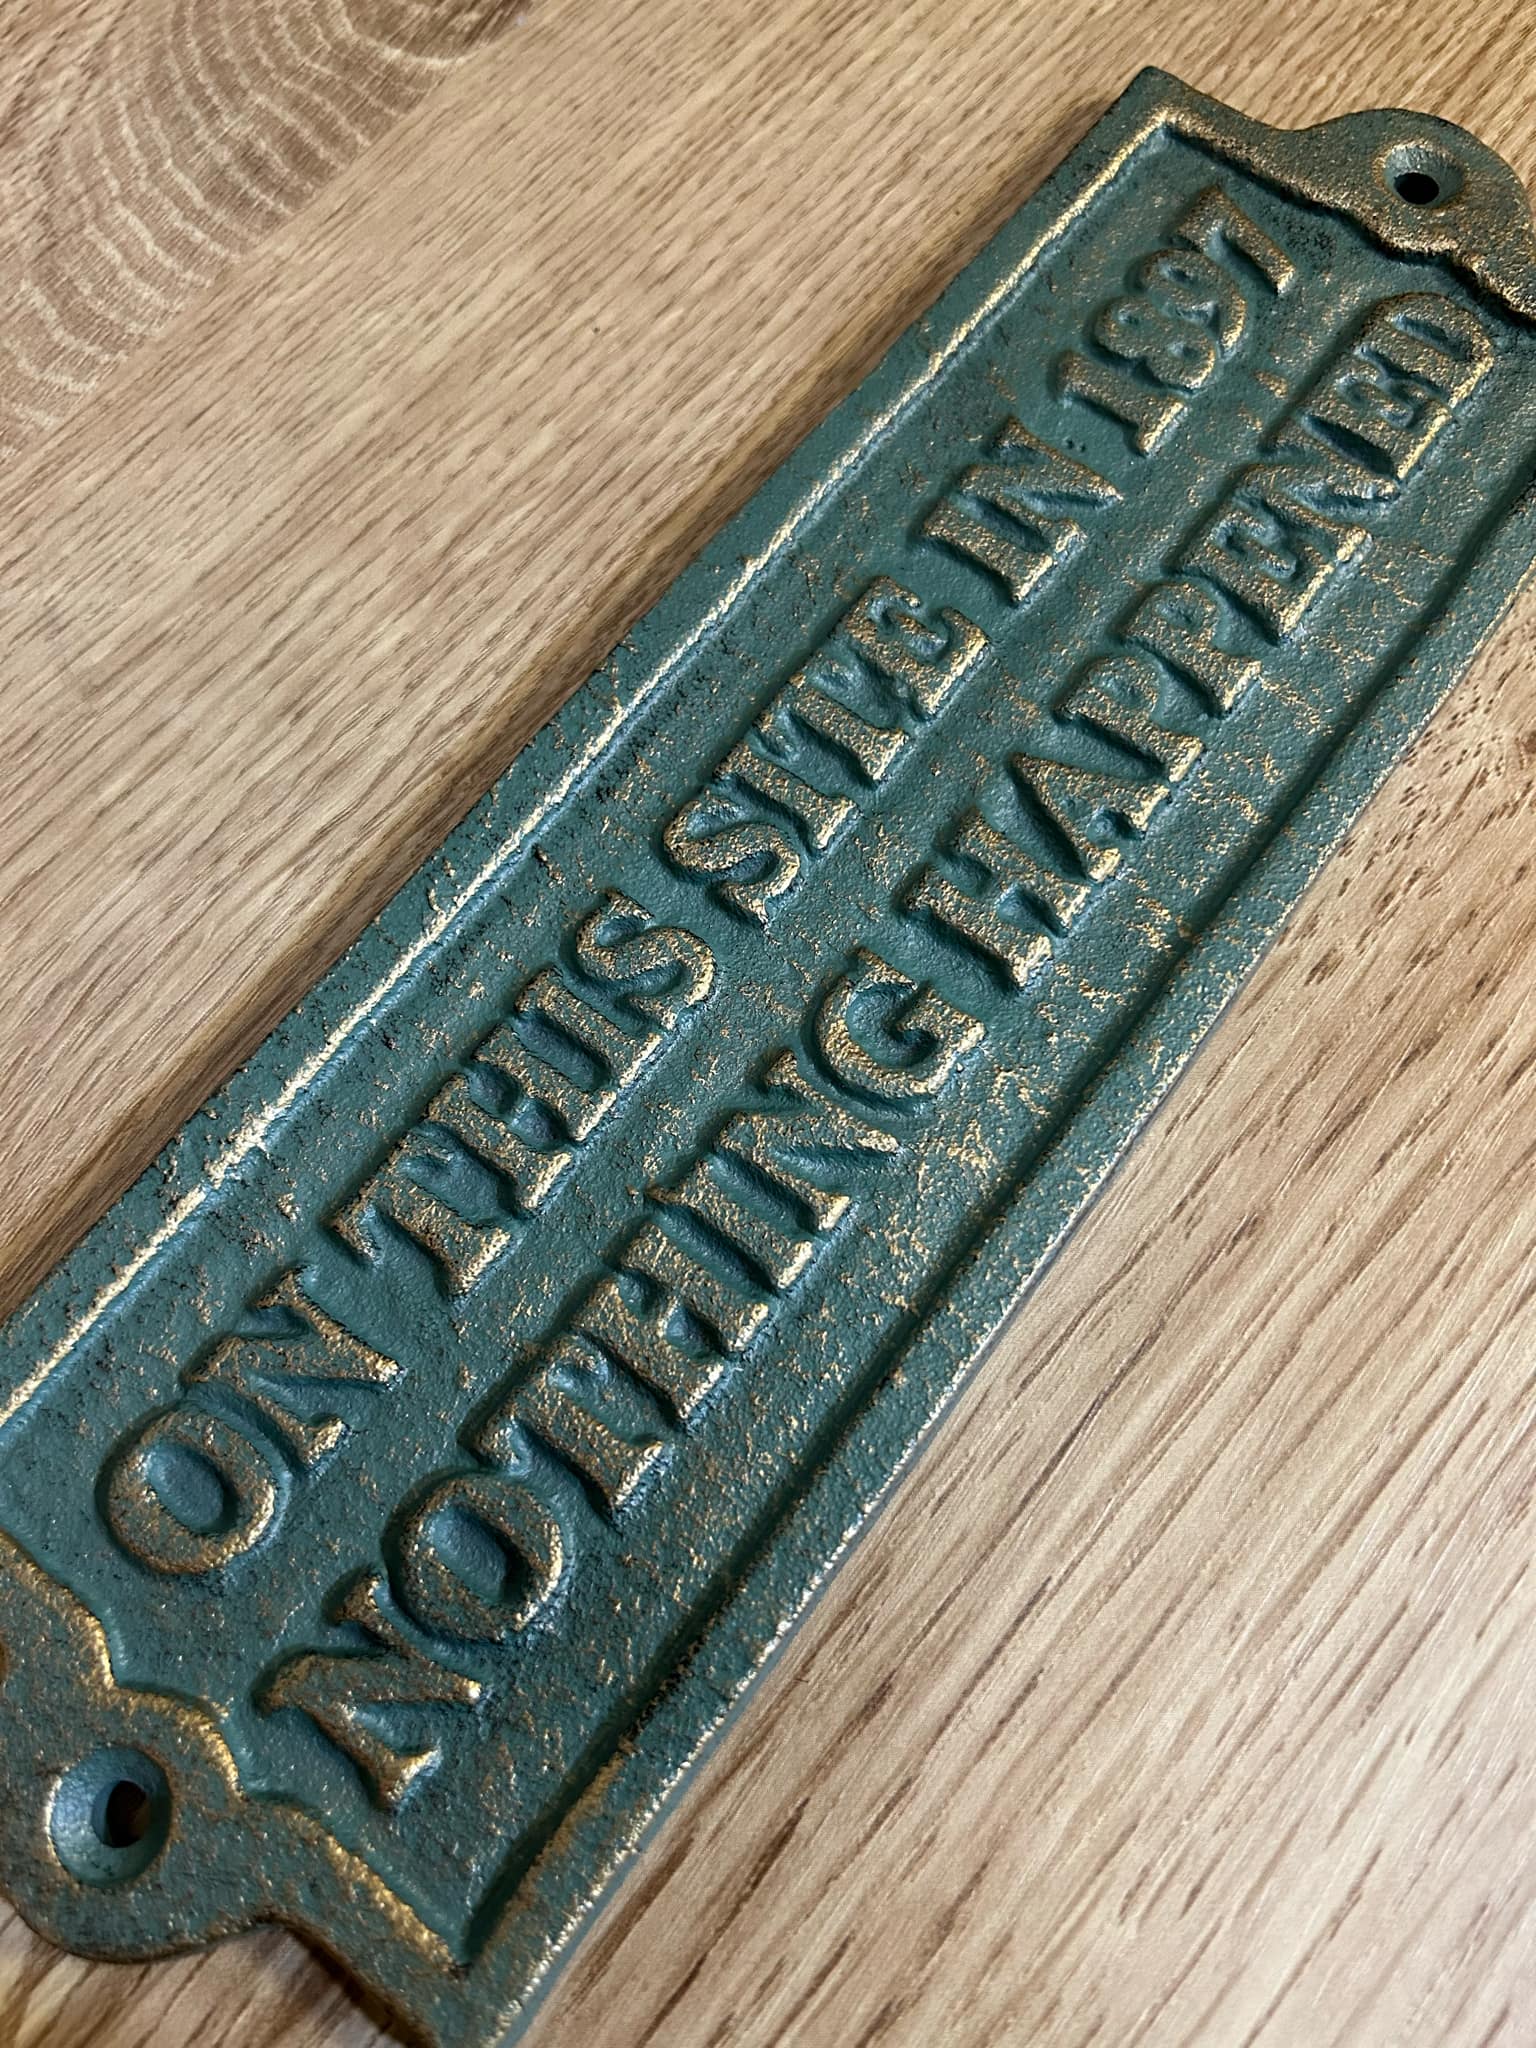 ON THIS SITE IN 1897
NOTHING HAPPENED